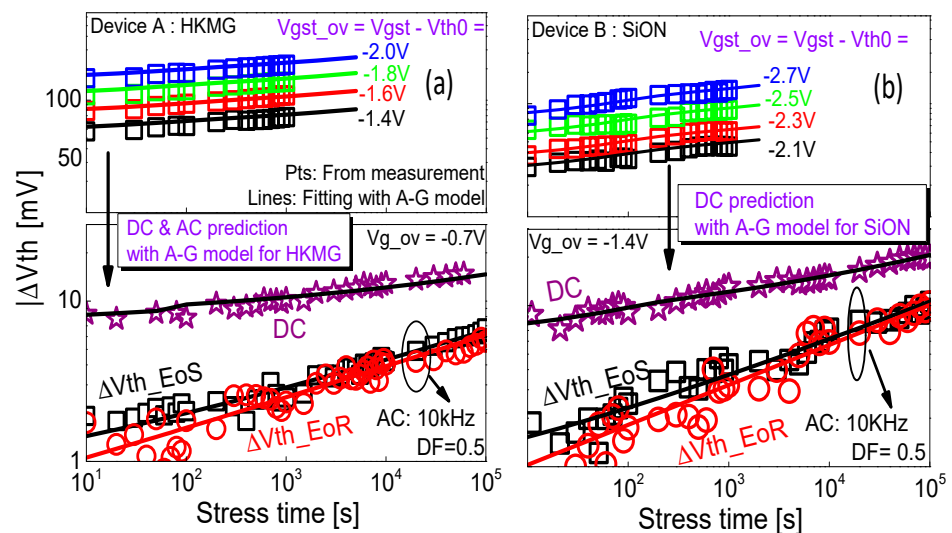 Device A : HKMG
Vgst_ov = Vgst - Vth0 =
-2.0V
-1.8V
-1.6V
-1.4V
(a)
100
50
Pts: From measurement
Lines: Fitting with A-G model
DC & AC prediction
with A-G model for HKMG
Vg_ov = -0.7V
|ΔVth| [mV]
10
DC
ΔVth_EoS
ΔVth_EoR
AC: 10kHz
DF=0.5
1
10¹ 10² 10³ 10⁴ 10⁵
Stress time [s]
Device B : SiON
Vgst_ov = Vgst - Vth0 =
(b)
-2.7V
-2.5V
-2.3V
-2.1V
DC prediction
with A-G model for SiON
Vg_ov = -1.4V
DC
ΔVth_EoS
ΔVth_EoR
AC: 10KHz
DF= 0.5
10² 10³ 10⁴ 10⁵
Stress time [s]